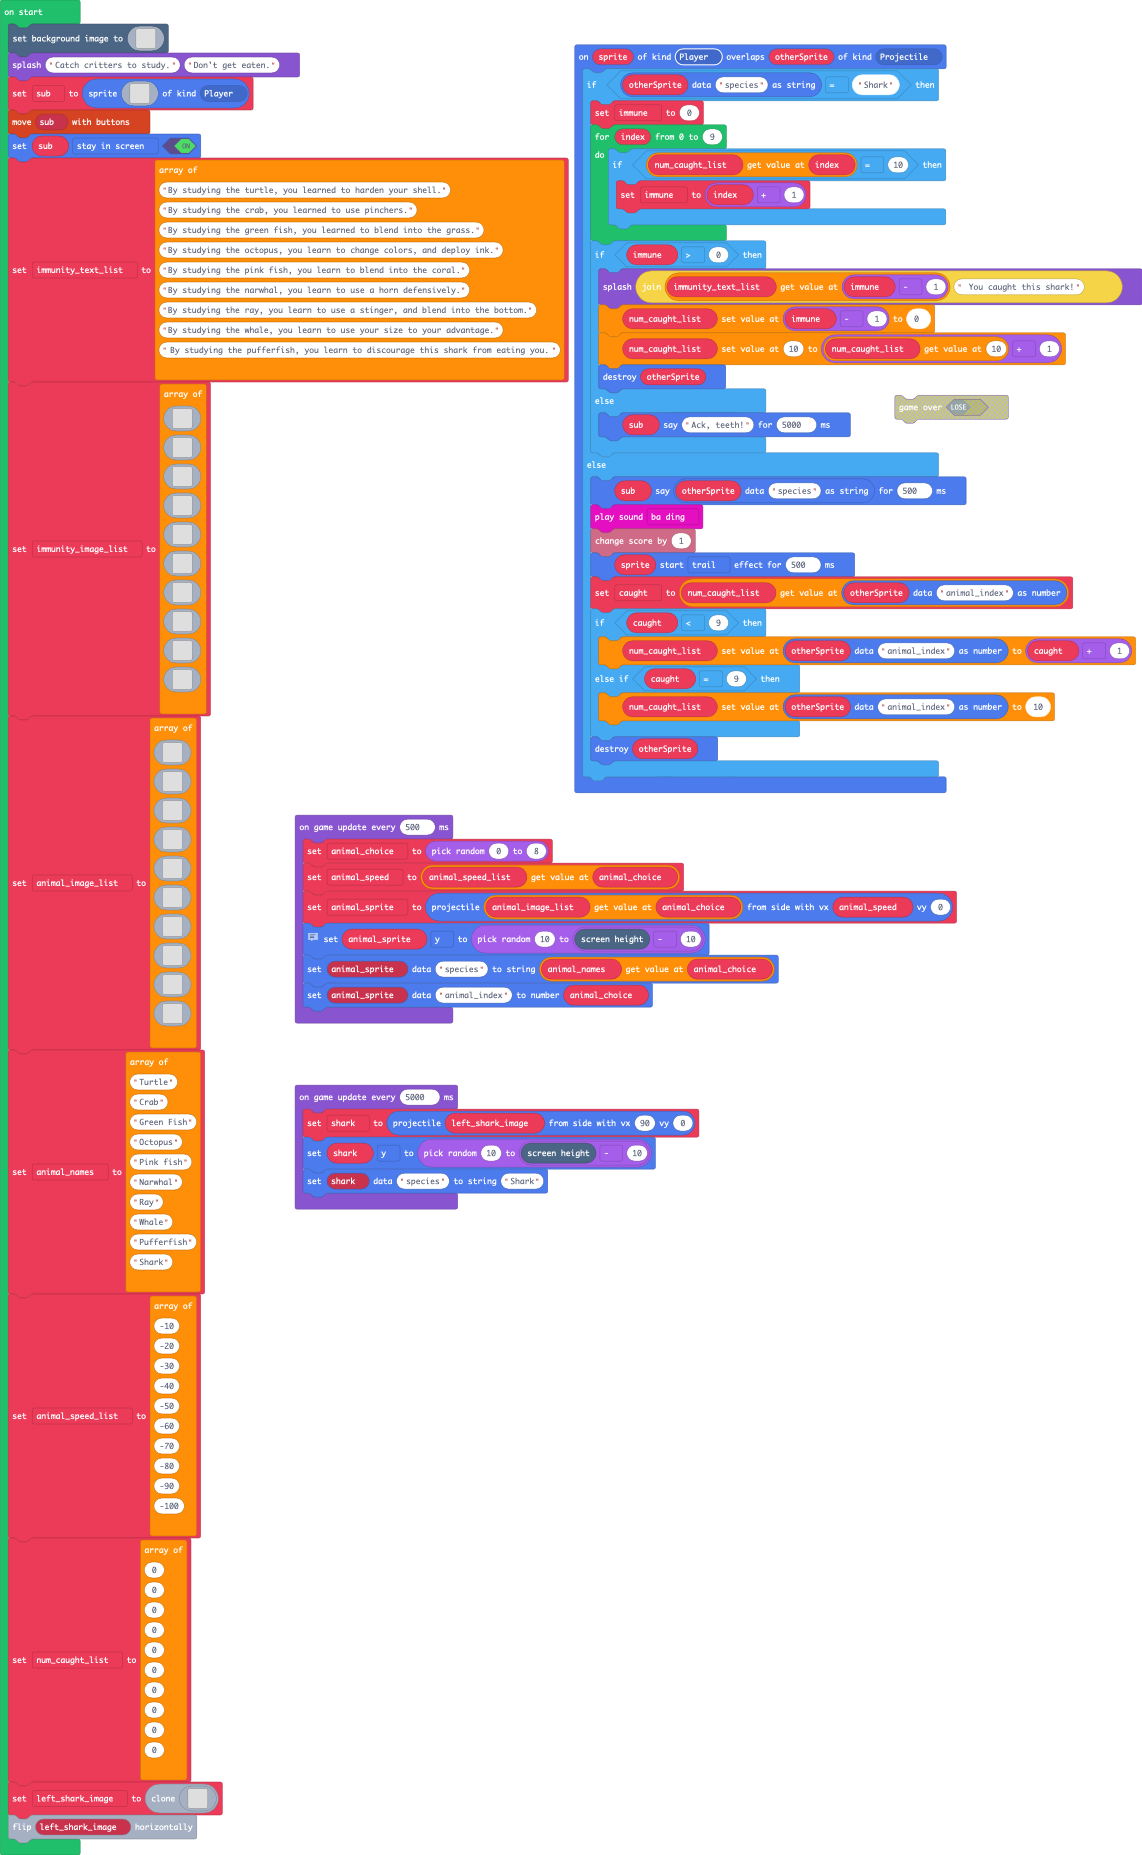 on start
set background image to
splash "Catch critters to study." "Don't get eaten."
set sub to sprite of kind Player
move sub with buttons
set sub stay in screen ON
set immunity_text_list to array of
"By studying the turtle, you learned to harden your shell."
"By studying the crab, you learned to use pinchers."
"By studying the green fish, you learned to blend into the grass."
"By studying the octopus, you learn to change colors, and deploy ink."
"By studying the pink fish, you learn to blend into the coral."
"By studying the narwhal, you learn to use a horn defensively."
"By studying the ray, you learn to use a stinger, and blend into the bottom."
"By studying the whale, you learn to use your size to your advantage."
" By studying the pufferfish, you learn to discourage this shark from eating you. "
set immunity_image_list to array of
set animal_image_list to array of
set animal_names to array of
"Turtle"
"Crab"
"Green Fish"
"Octopus"
"Pink fish"
"Narwhal"
"Ray"
"Whale"
"Pufferfish"
"Shark"
set animal_speed_list to array of
-10
-20
-30
-40
-50
-60
-70
-80
-90
-100
set num_caught_list to array of
0
0
0
0
0
0
0
0
0
0
set left_shark_image to clone
flip left_shark_image horizontally
on sprite of kind Player overlaps otherSprite of kind Projectile
if otherSprite data "species" as string = "Shark" then
set immune to 0
for index from 0 to 9
do if num_caught_list get value at index = 10 then
set immune to index + 1
if immune > 0 then
splash join immunity_text_list get value at immune - 1 " You caught this shark!"
num_caught_list set value at immune - 1 to 0
num_caught_list set value at 10 to num_caught_list get value at 10 + 1
destroy otherSprite
else
sub say "Ack, teeth!" for 5000 ms
game over LOSE
else
sub say otherSprite data "species" as string for 500 ms
play sound ba ding
change score by 1
sprite start trail effect for 500 ms
set caught to num_caught_list get value at otherSprite data "animal_index" as number
if caught < 9 then
num_caught_list set value at otherSprite data "animal_index" as number to caught + 1
else if caught = 9 then
num_caught_list set value at otherSprite data "animal_index" as number to 10
destroy otherSprite
on game update every 500 ms
set animal_choice to pick random 0 to 8
set animal_speed to animal_speed_list get value at animal_choice
set animal_sprite to projectile animal_image_list get value at animal_choice from side with vx animal_speed vy 0
set animal_sprite y to pick random 10 to screen height - 10
set animal_sprite data "species" to string animal_names get value at animal_choice
set animal_sprite data "animal_index" to number animal_choice
on game update every 5000 ms
set shark to projectile left_shark_image from side with vx 90 vy 0
set shark y to pick random 10 to screen height - 10
set shark data "species" to string "Shark"